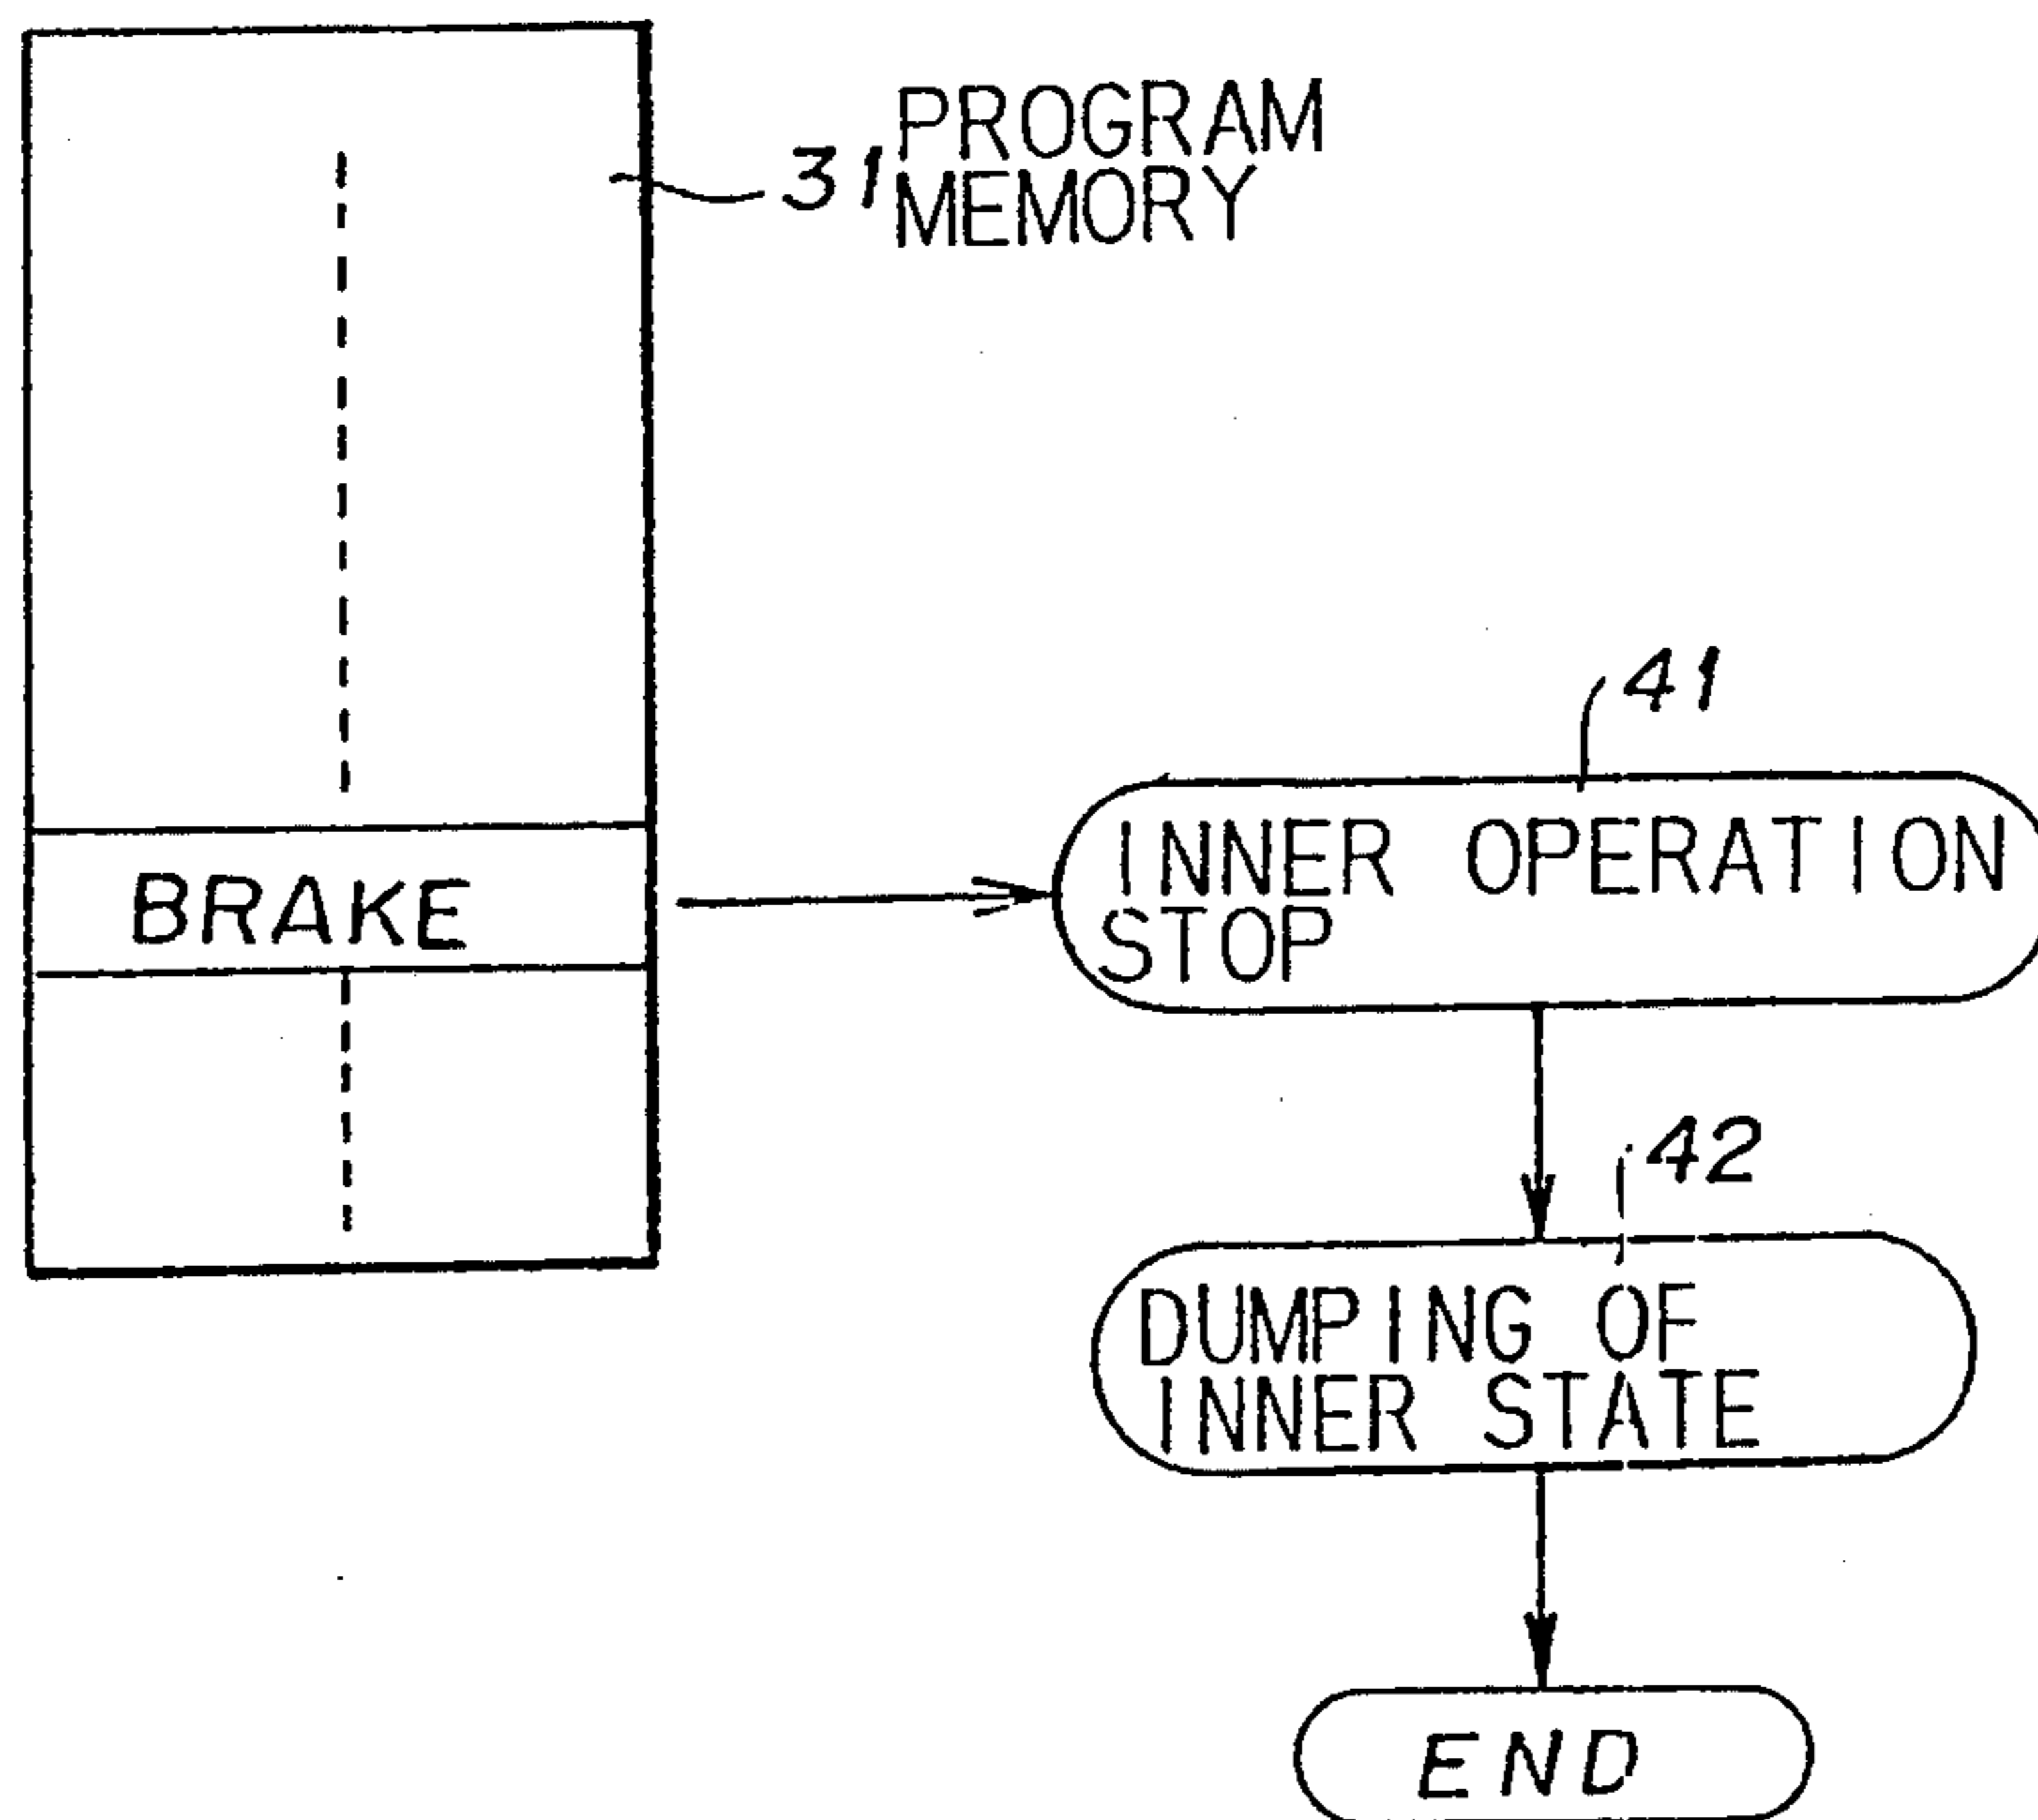 31 PROGRAM
MEMORY
41
INNER OPERATION
STOP
BRAKE
42
DUMPING OF
INNER STATE
END